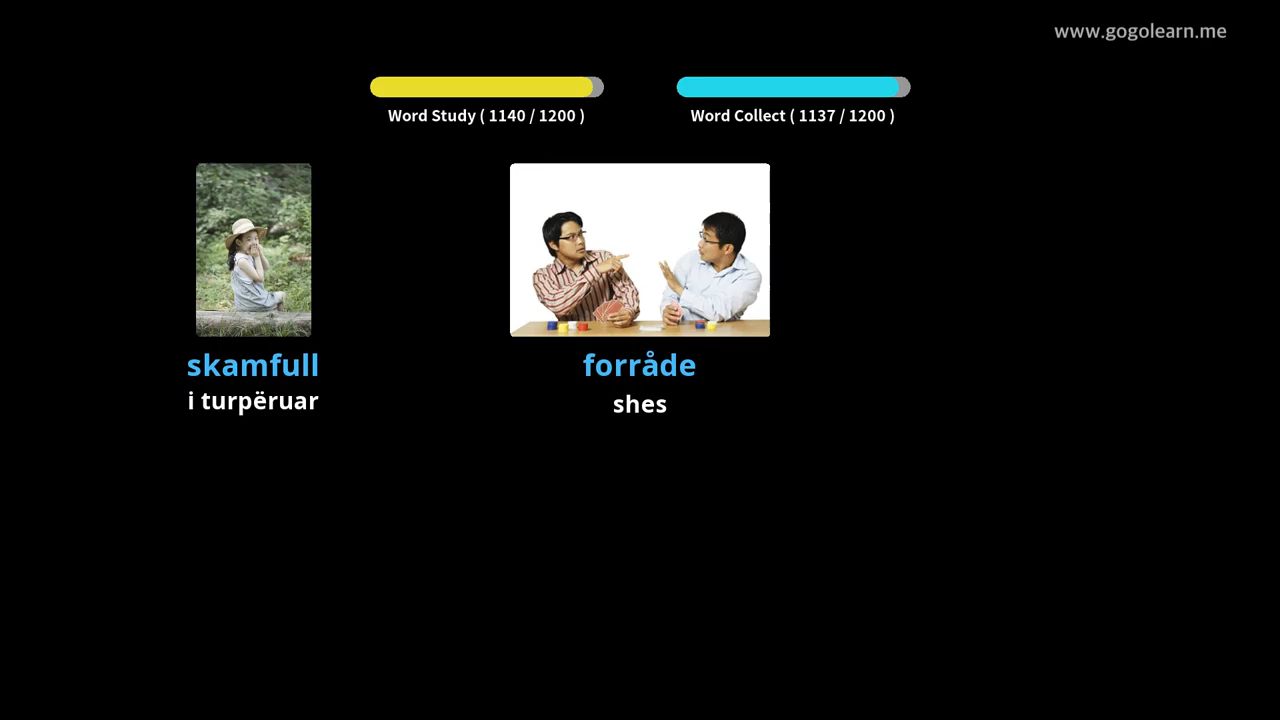 www.gogolearn.me
Word Study ( 1140 / 1200 )
Word Collect ( 1137 / 1200 )
skamfull
i turpëruar
forråde
shes